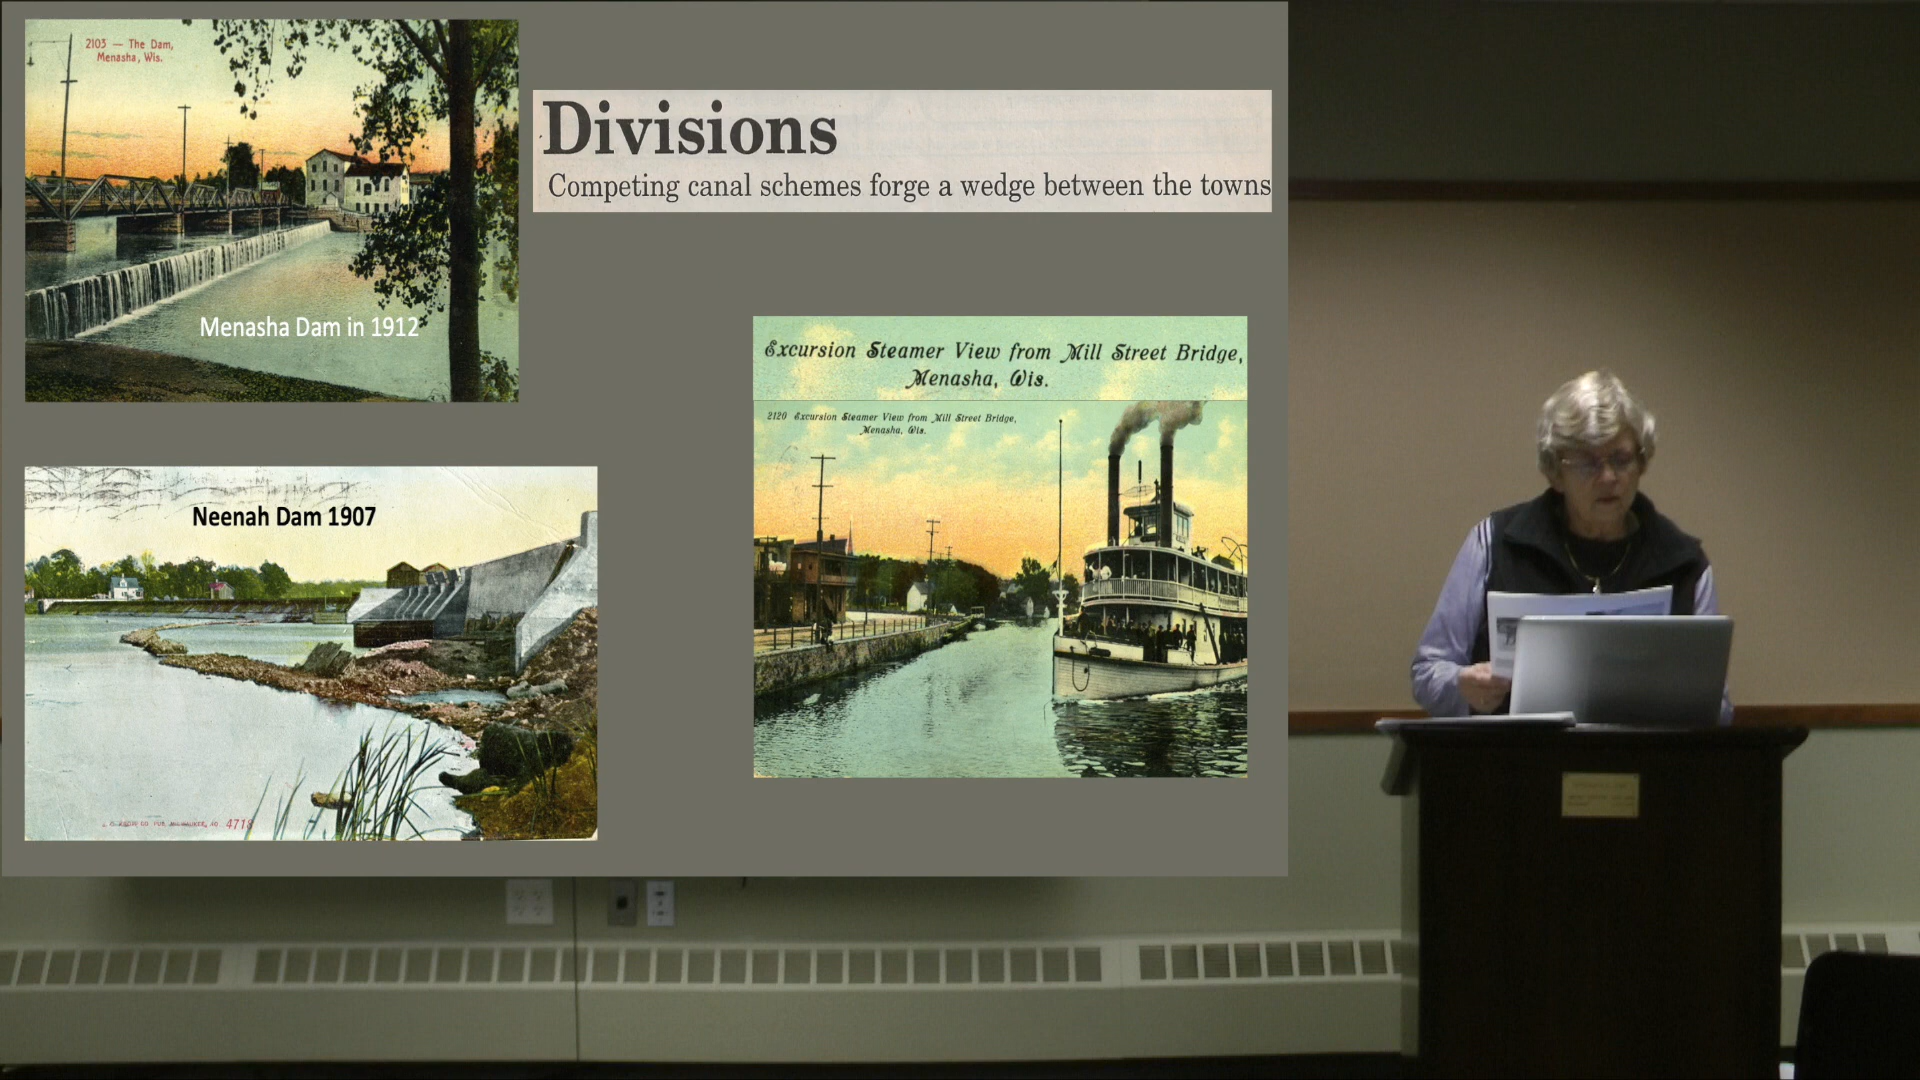 2103 — The Dam,
Menasha, Wis.
Menasha Dam in 1912
Divisions
Competing canal schemes forge a wedge between the towns
Excursion Steamer View from Mill Street Bridge,
Menasha, Wis.
2120 Excursion Steamer View from Mill Street Bridge,
Menasha, Wis.
Neenah Dam 1907
4718